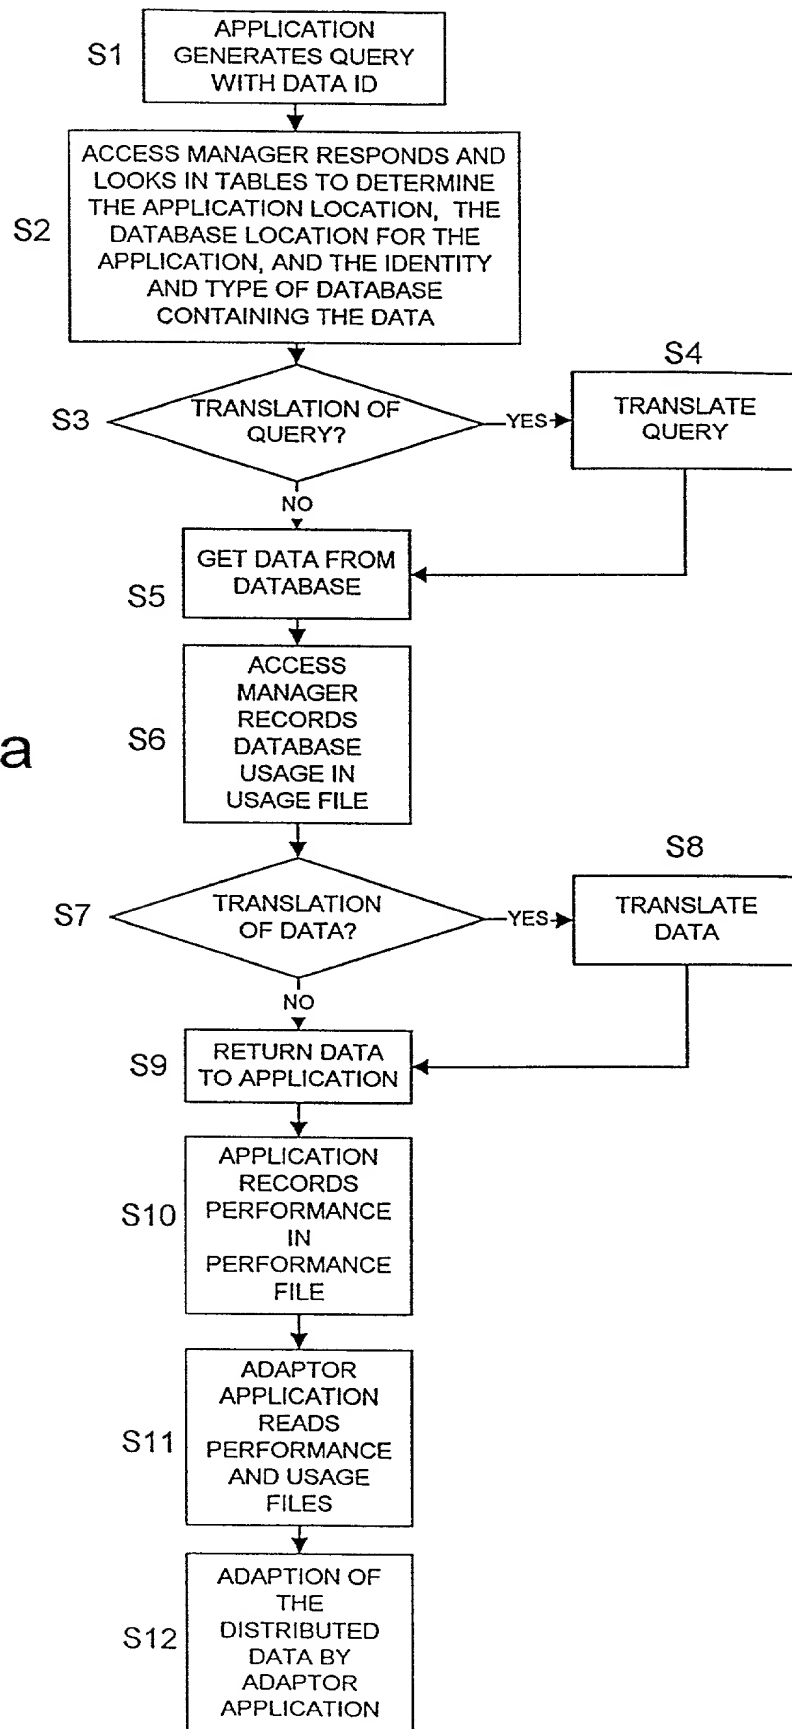 S1
APPLICATION
GENERATES QUERY
WITH DATA ID
S2
ACCESS MANAGER RESPONDS AND
LOOKS IN TABLES TO DETERMINE
THE APPLICATION LOCATION, THE
DATABASE LOCATION FOR THE
APPLICATION, AND THE IDENTITY
AND TYPE OF DATABASE
CONTAINING THE DATA
S3
TRANSLATION OF
QUERY?
YES
S4
TRANSLATE
QUERY
NO
S5
GET DATA FROM
DATABASE
a
S6
ACCESS
MANAGER
RECORDS
DATABASE
USAGE IN
USAGE FILE
S7
TRANSLATION
OF DATA?
YES
S8
TRANSLATE
DATA
NO
S9
RETURN DATA
TO APPLICATION
S10
APPLICATION
RECORDS
PERFORMANCE
IN
PERFORMANCE
FILE
S11
ADAPTOR
APPLICATION
READS
PERFORMANCE
AND USAGE
FILES
S12
ADAPTION OF
THE
DISTRIBUTED
DATA BY
ADAPTOR
APPLICATION